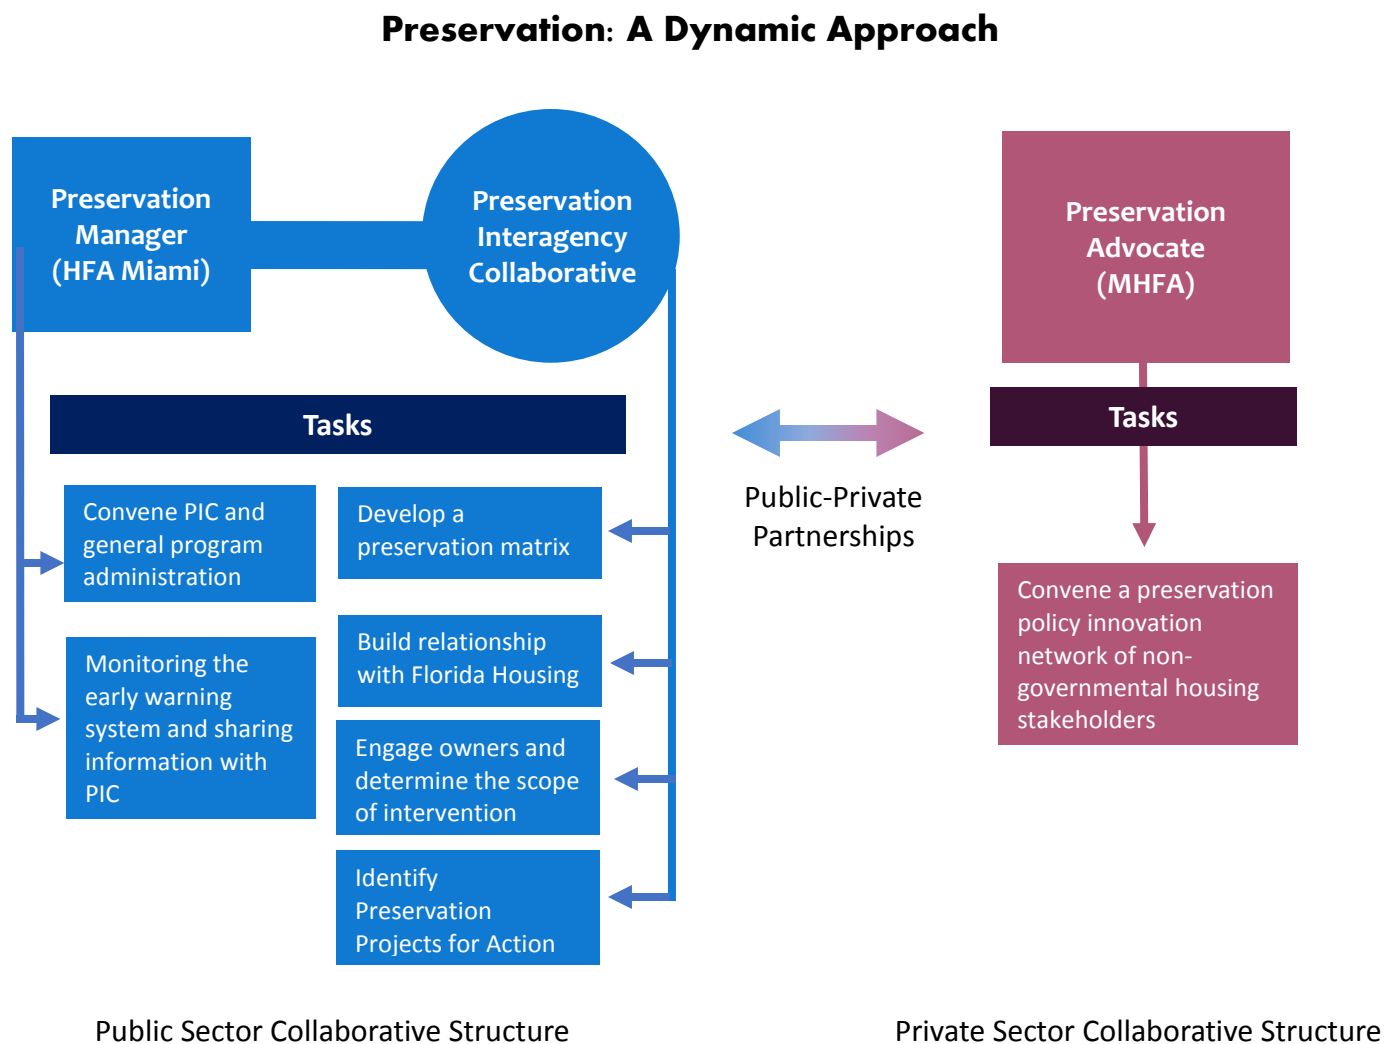 Preservation: A Dynamic Approach
Preservation
Manager
(HFA Miami)
Preservation
Interagency
Collaborative
Preservation
Advocate
(MHFA)
Tasks
Tasks
Convene PIC and
general program
administration
Monitoring the
early warning
system and sharing
information with
PIC
Develop a
preservation matrix
Build relationship
with Florida Housing
Engage owners and
determine the scope
of intervention
Identify
Preservation
Projects for Action
Public-Private
Partnerships
Convene a preservation
policy innovation
network of non-
governmental housing
stakeholders
Public Sector Collaborative Structure
Private Sector Collaborative Structure